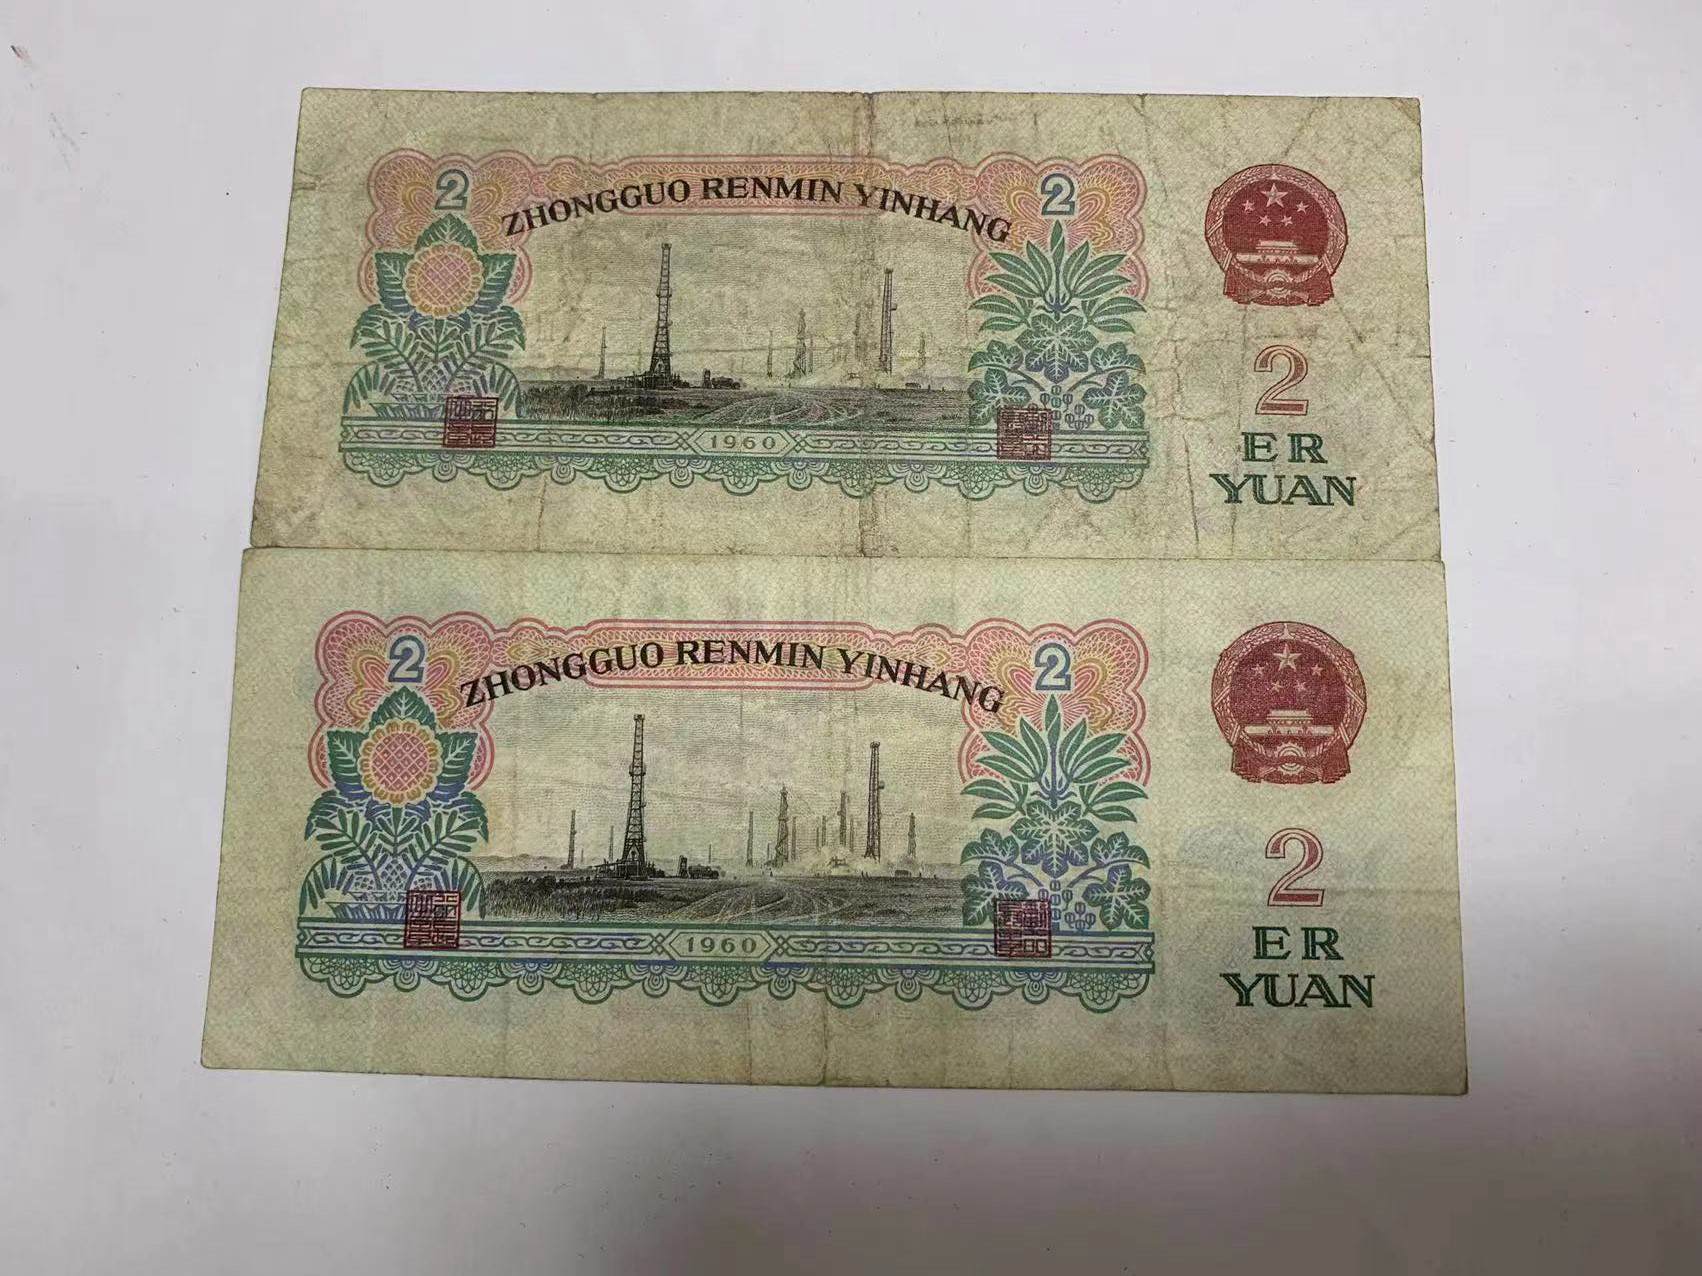 2 ZHONGGUO RENMIN YINHANG 2
1960
2
ER
YUAN
2 ZHONGGUO RENMIN YINHANG 2
1960
2
ER
YUAN